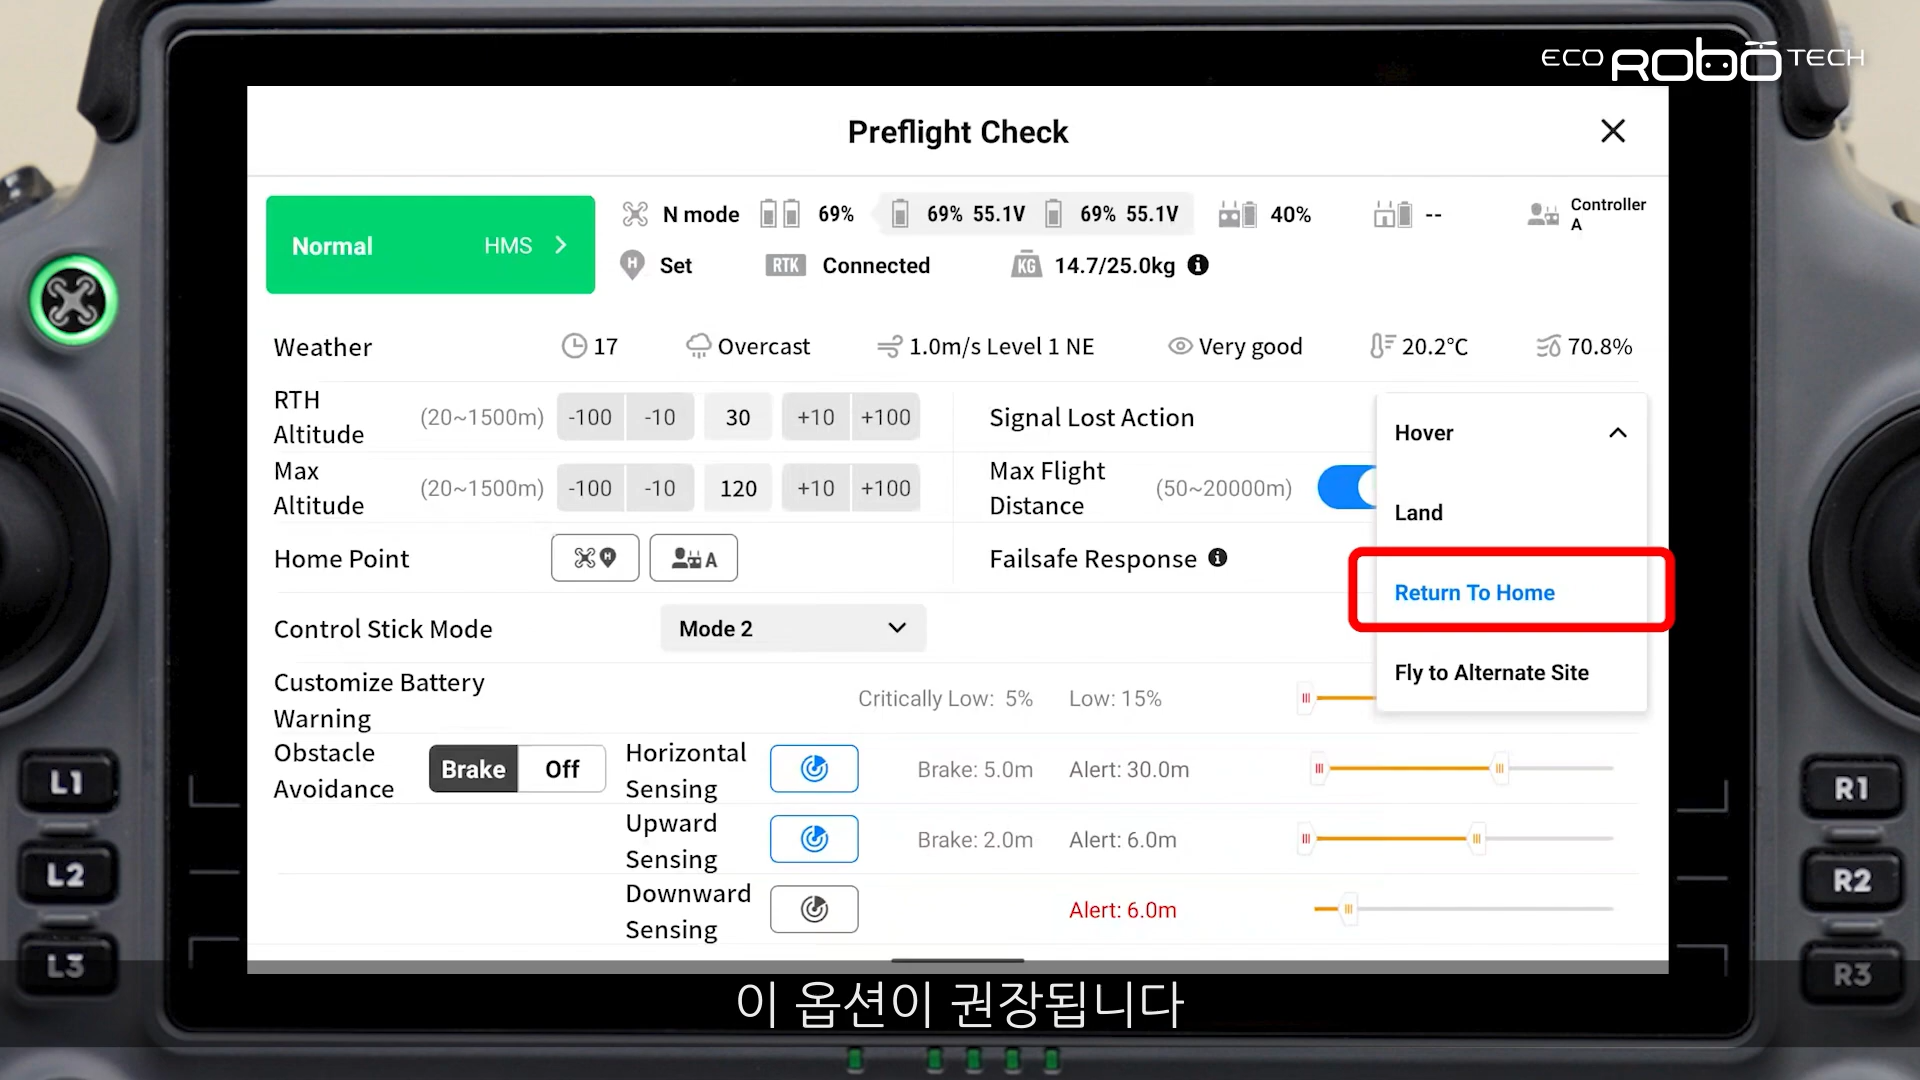 ECO ROBO TECH
Preflight Check
Normal HMS
N mode 69% 69% 55.1V 69% 55.1V 40% -- Controller A
H Set RTK Connected KG 14.7/25.0kg
Weather 17 Overcast 1.0m/s Level 1 NE Very good 20.2°C 70.8%
RTH Altitude (20~1500m) -100 -10 30 +10 +100
Signal Lost Action
Hover
Land
Return To Home
Fly to Alternate Site
Max Altitude (20~1500m) -100 -10 120 +10 +100
Max Flight Distance (50~20000m)
Home Point H A
Failsafe Response
Control Stick Mode Mode 2
Customize Battery Warning Critically Low: 5% Low: 15%
Obstacle Avoidance Brake Off
Horizontal Sensing Brake: 5.0m Alert: 30.0m
Upward Sensing Brake: 2.0m Alert: 6.0m
Downward Sensing Alert: 6.0m
L1
L2
L3
R1
R2
R3
이 옵션이 권장됩니다